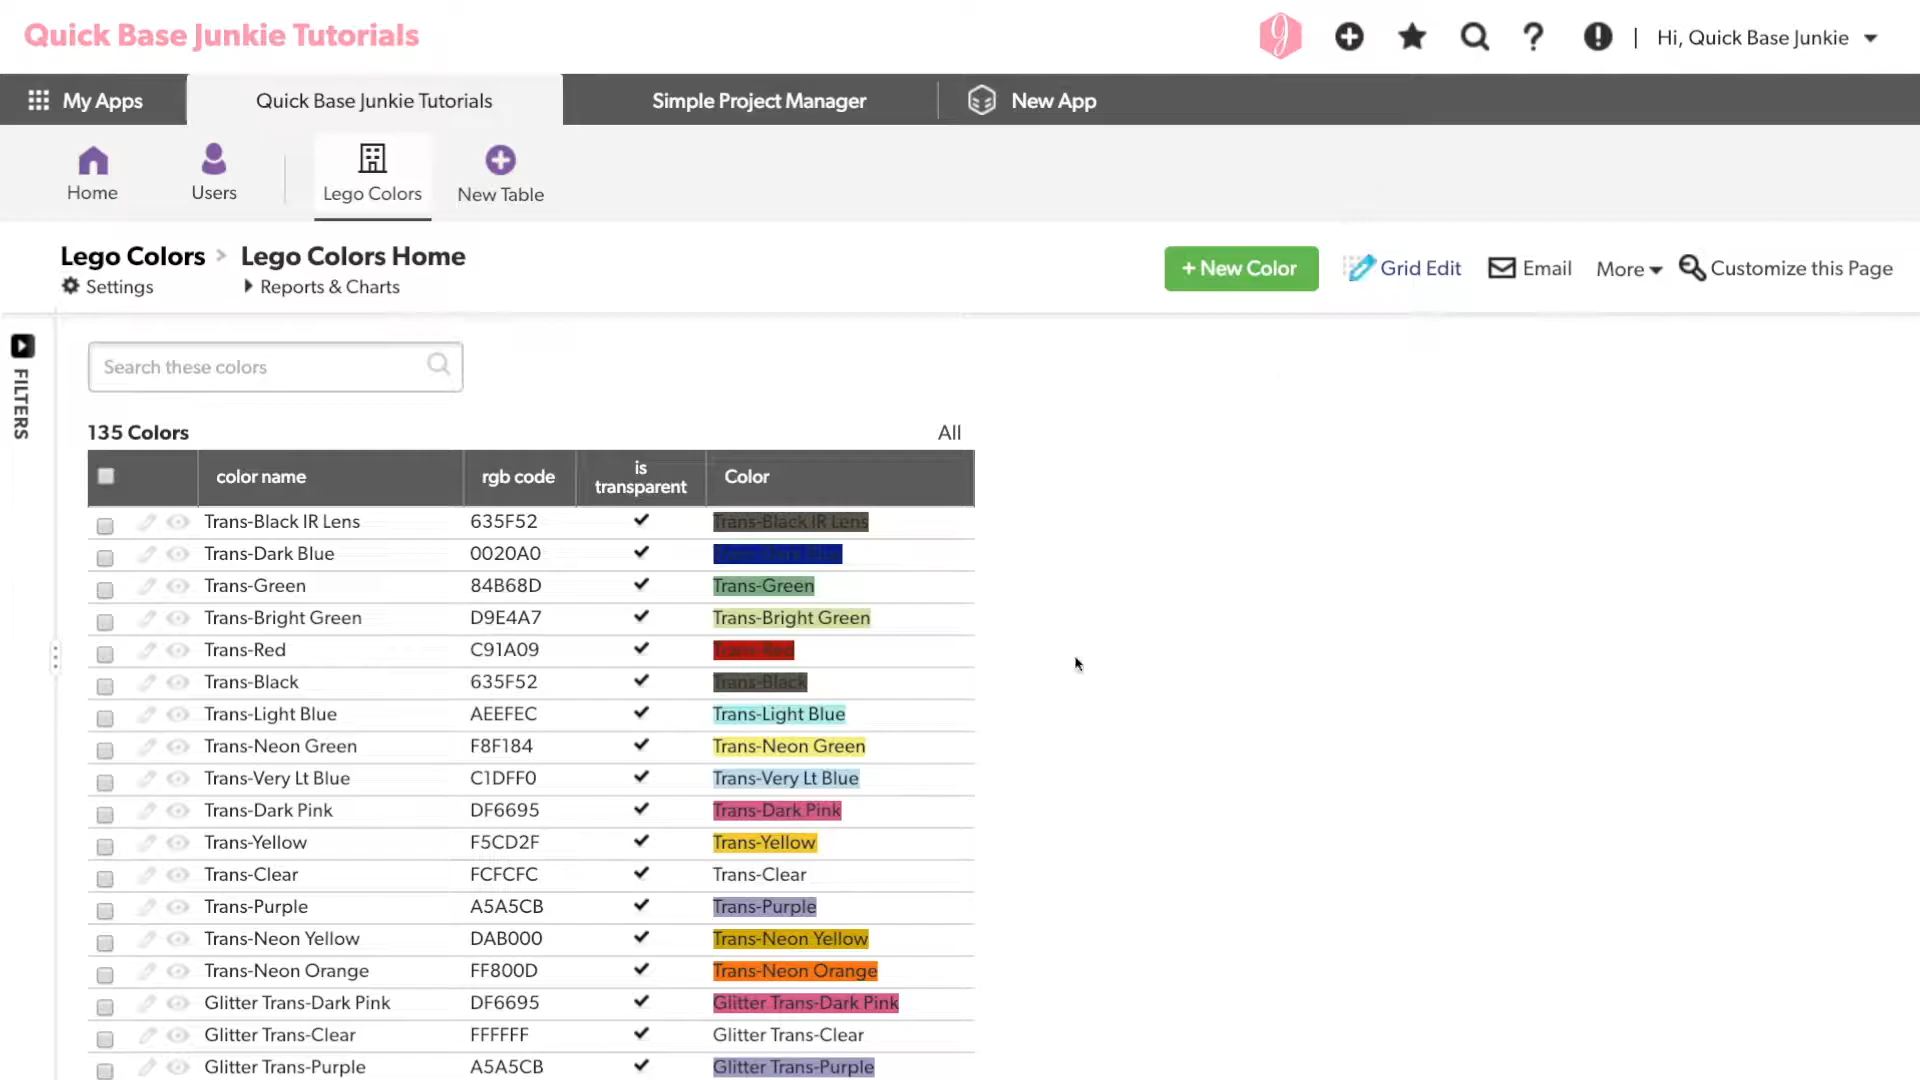 Quick Base Junkie Tutorials
Hi, Quick Base Junkie
My Apps Quick Base Junkie Tutorials Simple Project Manager New App
Home Users Lego Colors New Table
Lego Colors > Lego Colors Home
Settings Reports & Charts
+ New Color Grid Edit Email More Customize this Page
FILTERS
Search these colors
135 Colors All
color name rgb code is transparent Color
Trans-Black IR Lens 635F52 Trans-Black IR Lens
Trans-Dark Blue 0020A0 Trans-Dark Blue
Trans-Green 84B68D Trans-Green
Trans-Bright Green D9E4A7 Trans-Bright Green
Trans-Red C91A09 Trans-Red
Trans-Black 635F52 Trans-Black
Trans-Light Blue AEEFEC Trans-Light Blue
Trans-Neon Green F8F184 Trans-Neon Green
Trans-Very Lt Blue C1DFF0 Trans-Very Lt Blue
Trans-Dark Pink DF6695 Trans-Dark Pink
Trans-Yellow F5CD2F Trans-Yellow
Trans-Clear FCFCFC Trans-Clear
Trans-Purple A5A5CB Trans-Purple
Trans-Neon Yellow DAB000 Trans-Neon Yellow
Trans-Neon Orange FF800D Trans-Neon Orange
Glitter Trans-Dark Pink DF6695 Glitter Trans-Dark Pink
Glitter Trans-Clear FFFFFF Glitter Trans-Clear
Glitter Trans-Purple A5A5CB Glitter Trans-Purple